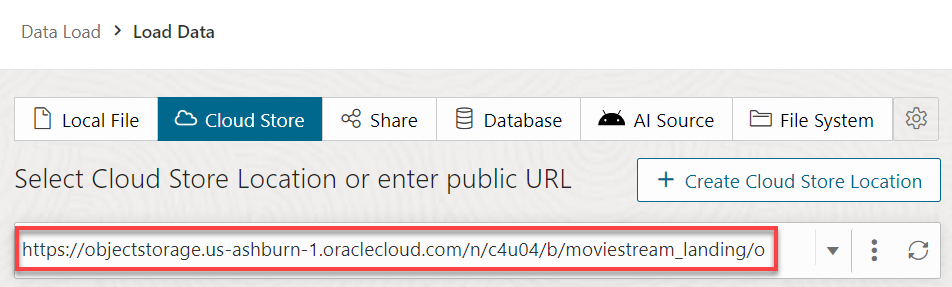 Data Load > Load Data
Local File Cloud Store Share Database AI Source File System
Select Cloud Store Location or enter public URL + Create Cloud Store Location
https://objectstorage.us-ashburn-1.oraclecloud.com/n/c4u04/b/moviestream_landing/o